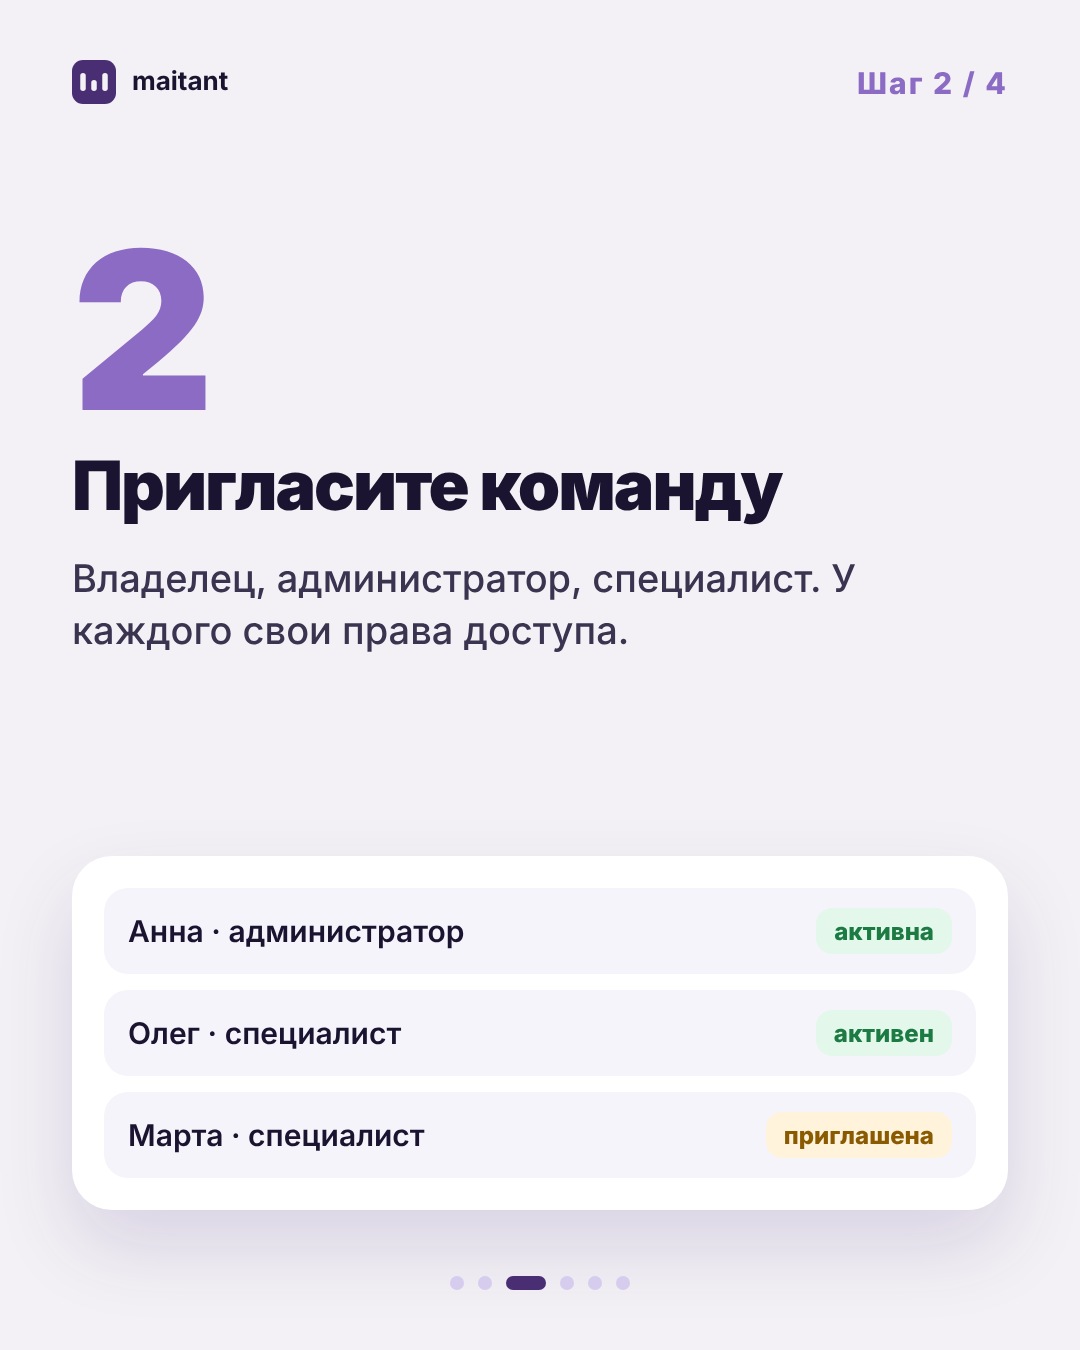 maitant
Шаг 2 / 4
2
Пригласите команду
Владелец, администратор, специалист. У
каждого свои права доступа.
Анна · администратор
активна
Олег · специалист
активен
Марта · специалист
приглашена